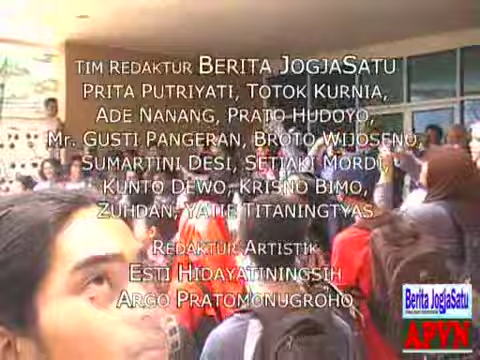 TIM REDAKTUR BERITA JOGJASATU
PRITA PUTRIYATI, TOTOK KURNIA,
ADE NANANG, PRATO HUDOYO,
Mr. GUSTI PANGERAN, BROTO WIJOSENO,
SUMARTINI DESI, SETIAKI MORDI,
KUNTO DEWO, KRISNO BIMO,
ZUHDAN, YATIE TITANINGTYAS
REDAKTUR ARTISTIK
ESTI HIDAYATININGSIH
ARGO PRATOMONUGROHO
Berita JogjaSatu
APVN